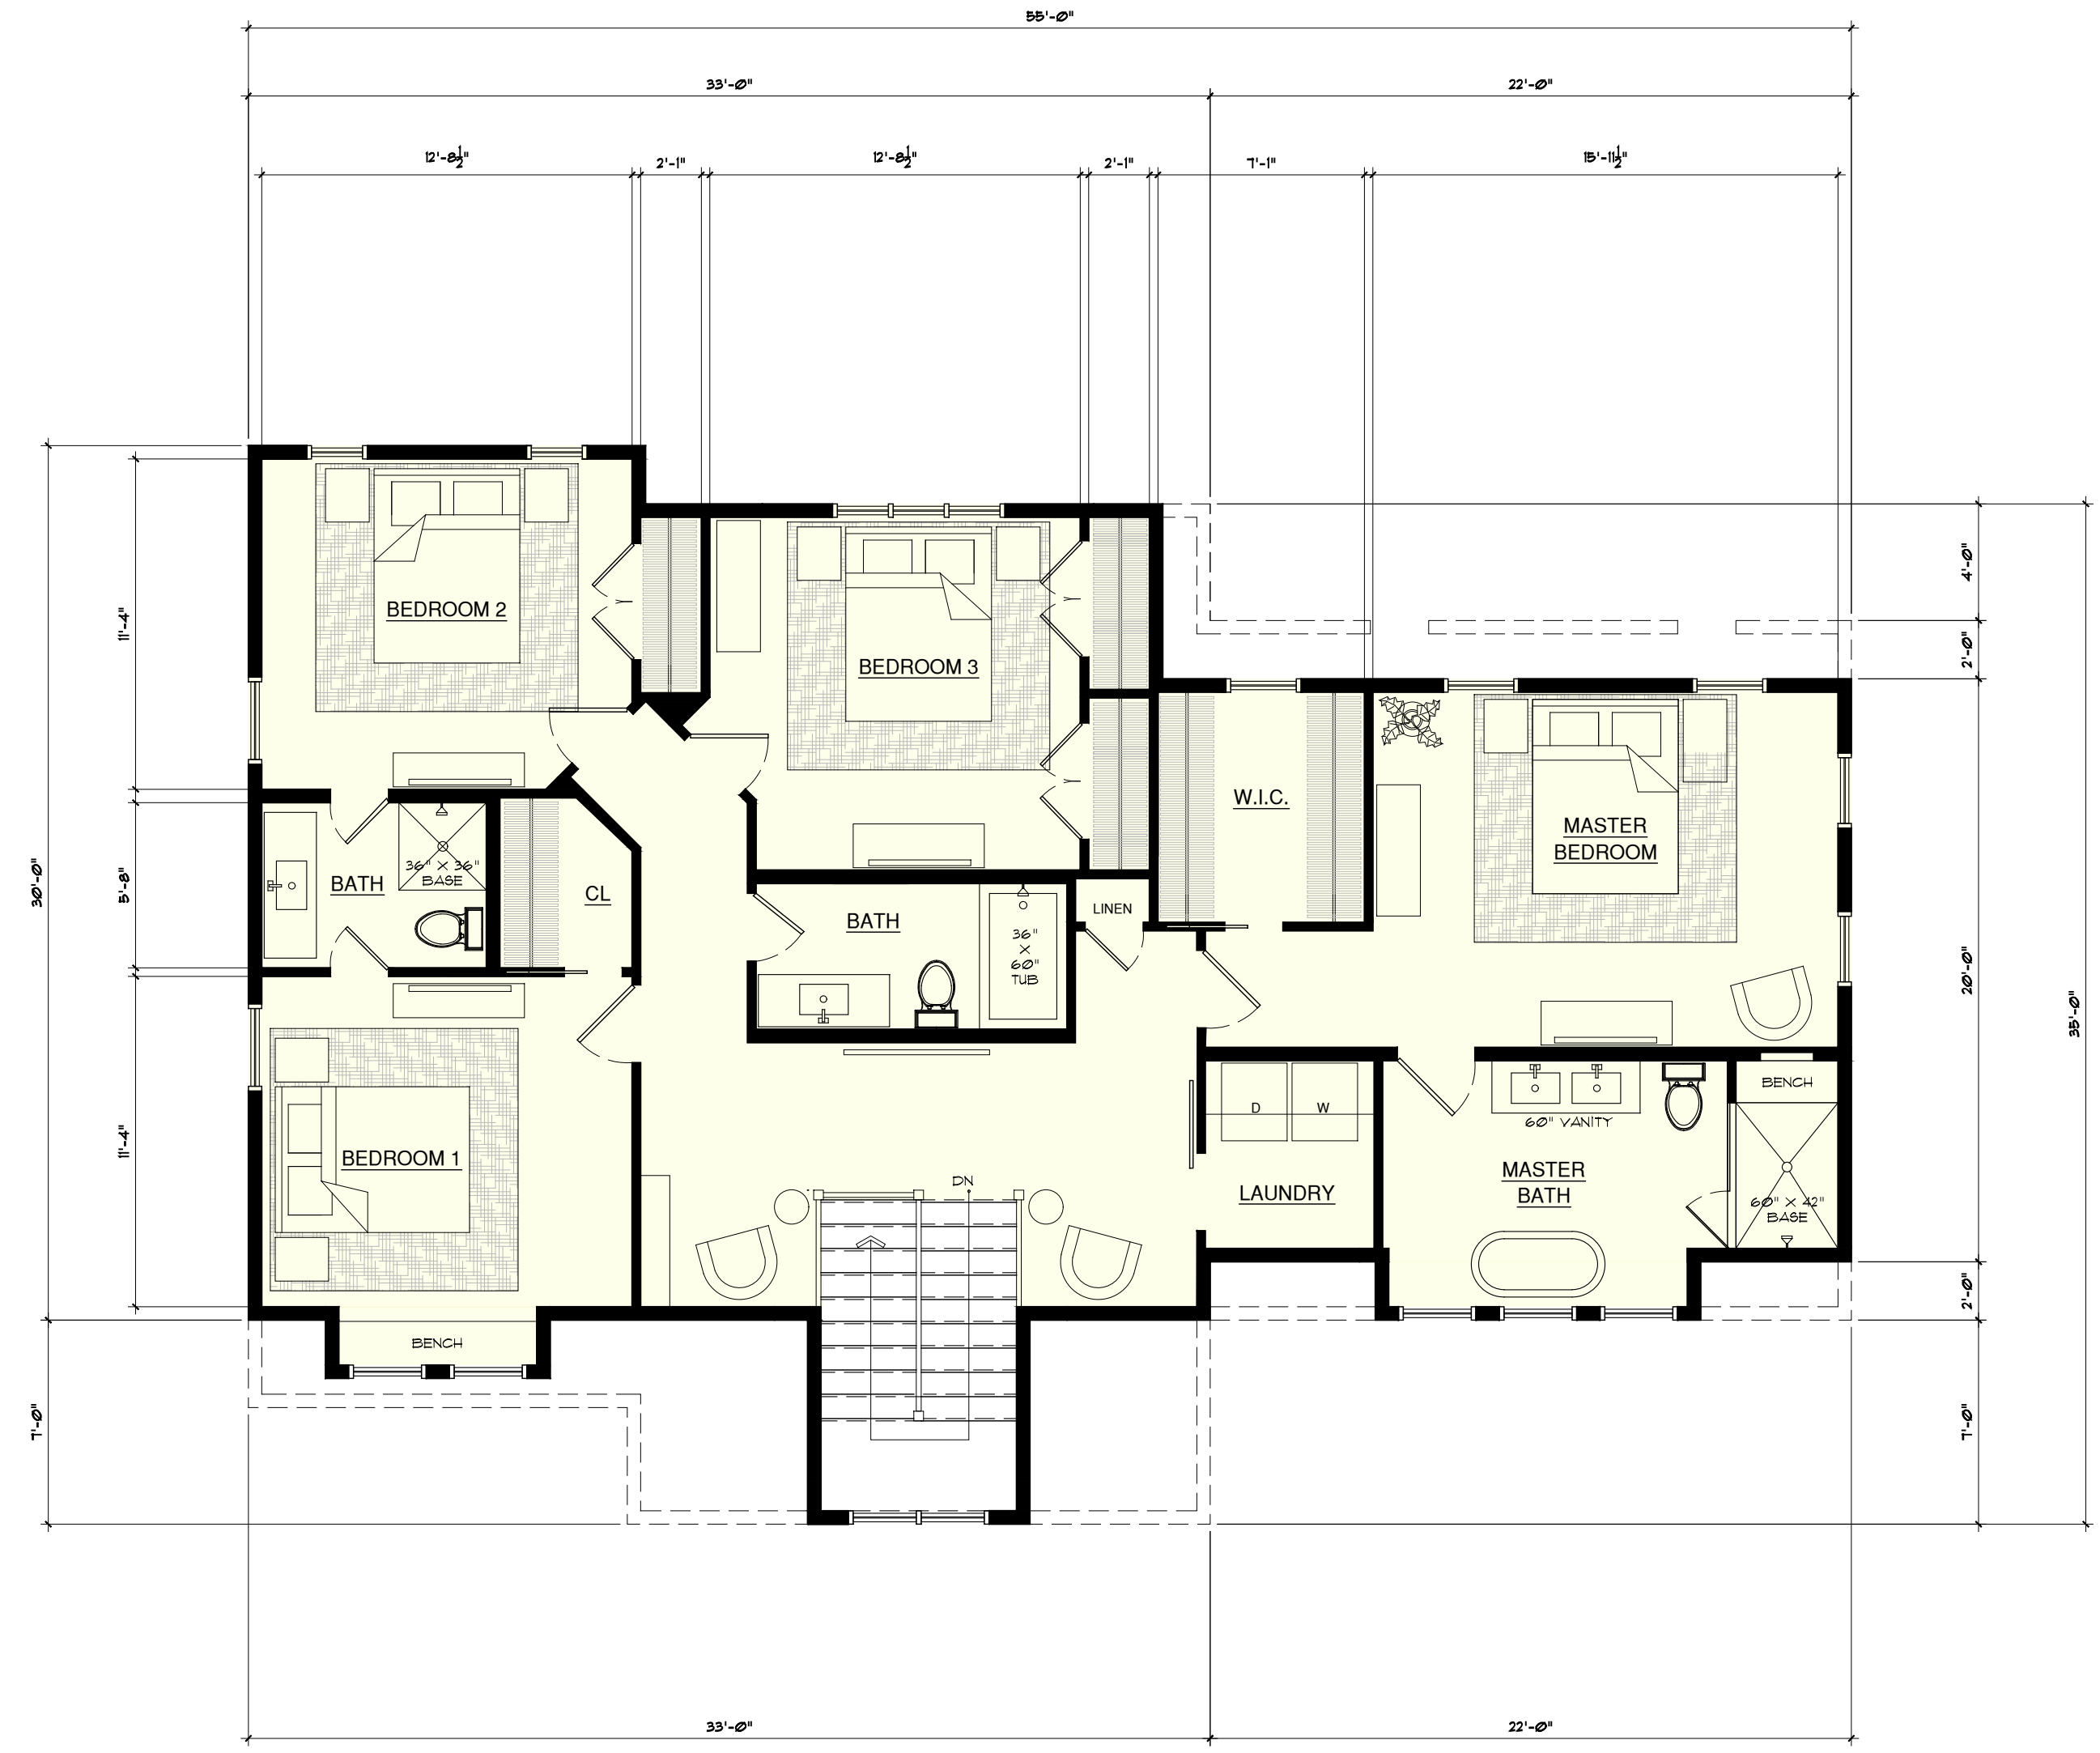 55'-0"
33'-0"
22'-0"
12'-8½"
2'-1"
12'-8½"
2'-1"
7'-1"
15'-11½"
4'-0"
2'-0"
11'-4"
BEDROOM 2
BEDROOM 3
W.I.C.
MASTER
BEDROOM
30'-0"
5'-8"
BATH
36" X 36"
BASE
CL
BATH
LINEN
36"
X
60"
TUB
20'-0"
35'-0"
BENCH
D
W
60" VANITY
11'-4"
BEDROOM 1
DN
LAUNDRY
MASTER
BATH
60" X 42"
BASE
2'-0"
BENCH
7'-0"
7'-0"
33'-0"
22'-0"